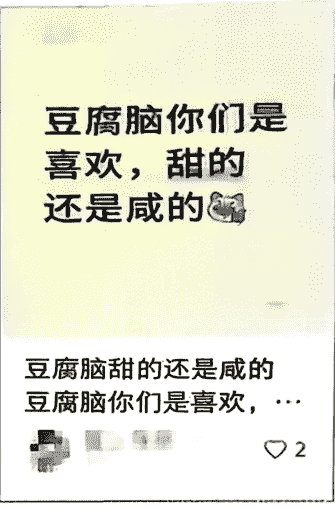 豆腐脑你们是
喜欢，甜的
还是咸的
豆腐脑甜的还是咸的
豆腐脑你们是喜欢，…
2